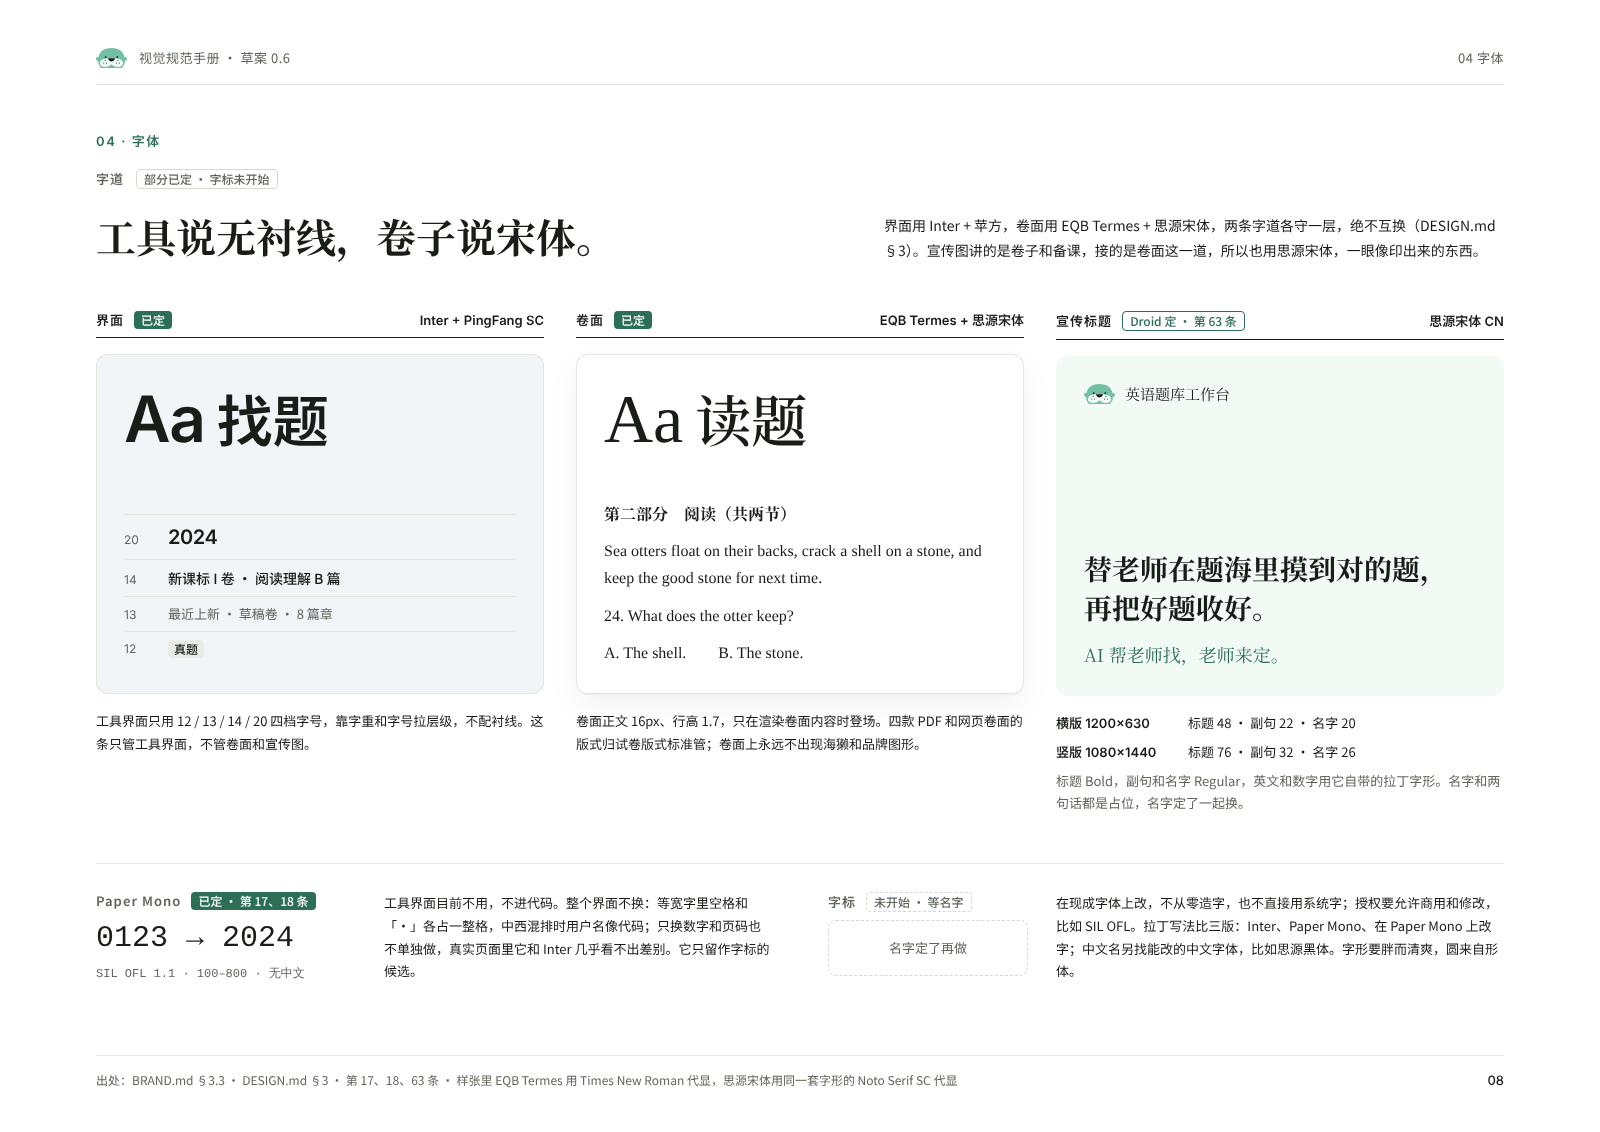 视觉规范手册 · 草案 0.6
04 字体
04 · 字体
字道 部分已定 · 字标未开始
工具说无衬线，卷子说宋体。
界面用 Inter + 苹方，卷面用 EQB Termes + 思源宋体，两条字道各守一层，绝不互换（DESIGN.md
§3）。宣传图讲的是卷子和备课，接的是卷面这一道，所以也用思源宋体，一眼像印出来的东西。
界面 已定 Inter + PingFang SC
Aa 找题
20 2024
14 新课标 I 卷 · 阅读理解 B 篇
13 最近上新 · 草稿卷 · 8 篇章
12 真题
工具界面只用 12 / 13 / 14 / 20 四档字号，靠字重和字号拉层级，不配衬线。这
条只管工具界面，不管卷面和宣传图。
卷面 已定 EQB Termes + 思源宋体
Aa 读题
第二部分 阅读（共两节）
Sea otters float on their backs, crack a shell on a stone, and
keep the good stone for next time.
24. What does the otter keep?
A. The shell. B. The stone.
卷面正文 16px、行高 1.7，只在渲染卷面内容时登场。四款 PDF 和网页卷面的
版式归试卷版式标准管；卷面上永远不出现海獭和品牌图形。
宣传标题 Droid 定 · 第 63 条 思源宋体 CN
英语题库工作台
替老师在题海里摸到对的题，
再把好题收好。
AI 帮老师找，老师来定。
横版 1200×630 标题 48 · 副句 22 · 名字 20
竖版 1080×1440 标题 76 · 副句 32 · 名字 26
标题 Bold，副句和名字 Regular，英文和数字用它自带的拉丁字形。名字和两
句话都是占位，名字定了一起换。
Paper Mono 已定 · 第 17、18 条
0123 → 2024
SIL OFL 1.1 · 100–800 · 无中文
工具界面目前不用，不进代码。整个界面不换：等宽字里空格和
「·」各占一整格，中西混排时用户名像代码；只换数字和页码也
不单独做，真实页面里它和 Inter 几乎看不出差别。它只留作字标的
候选。
字标 未开始 · 等名字
名字定了再做
在现成字体上改，不从零造字，也不直接用系统字；授权要允许商用和修改，
比如 SIL OFL。拉丁写法比三版：Inter、Paper Mono、在 Paper Mono 上改
字；中文名另找能改的中文字体，比如思源黑体。字形要胖而清爽，圆来自形
体。
出处：BRAND.md §3.3 · DESIGN.md §3 · 第 17、18、63 条 · 样张里 EQB Termes 用 Times New Roman 代显，思源宋体用同一套字形的 Noto Serif SC 代显
08